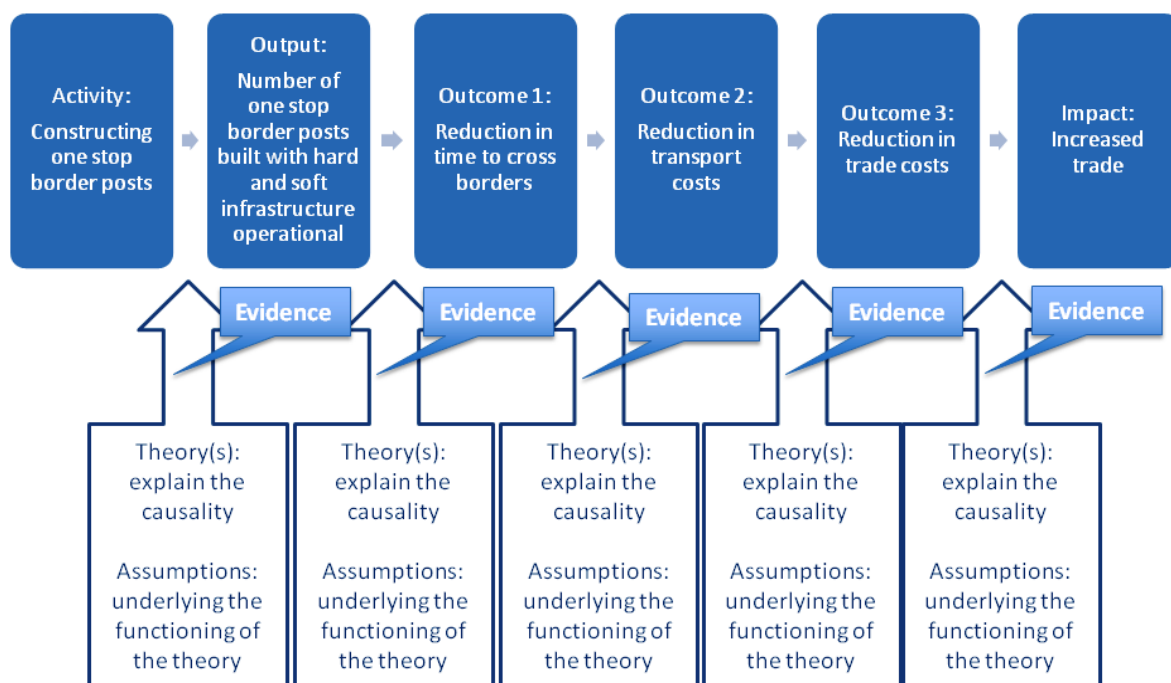 Activity:
Constructing
one stop
border posts
Output:
Number of
one stop
border posts
built with hard
and soft
infrastructure
operational
Outcome 1:
Reduction in
time to cross
borders
Outcome 2:
Reduction in
transport
costs
Outcome 3:
Reduction in
trade costs
Impact:
Increased
trade
Evidence
Evidence
Evidence
Evidence
Evidence
Theory(s):
explain the
causality
Assumptions:
underlying the
functioning of
the theory
Theory(s):
explain the
causality
Assumptions:
underlying the
functioning of
the theory
Theory(s):
explain the
causality
Assumptions:
underlying the
functioning of
the theory
Theory(s):
explain the
causality
Assumptions:
underlying the
functioning of
the theory
Theory(s):
explain the
causality
Assumptions:
underlying the
functioning of
the theory